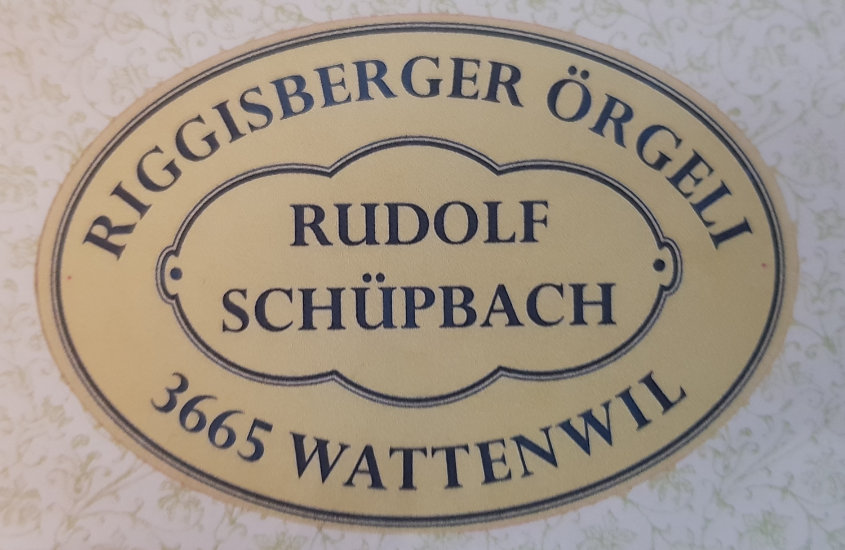 RIGGISBERGER ÖRGELI
RUDOLF
SCHÜPBACH
3665 WATTENWIL